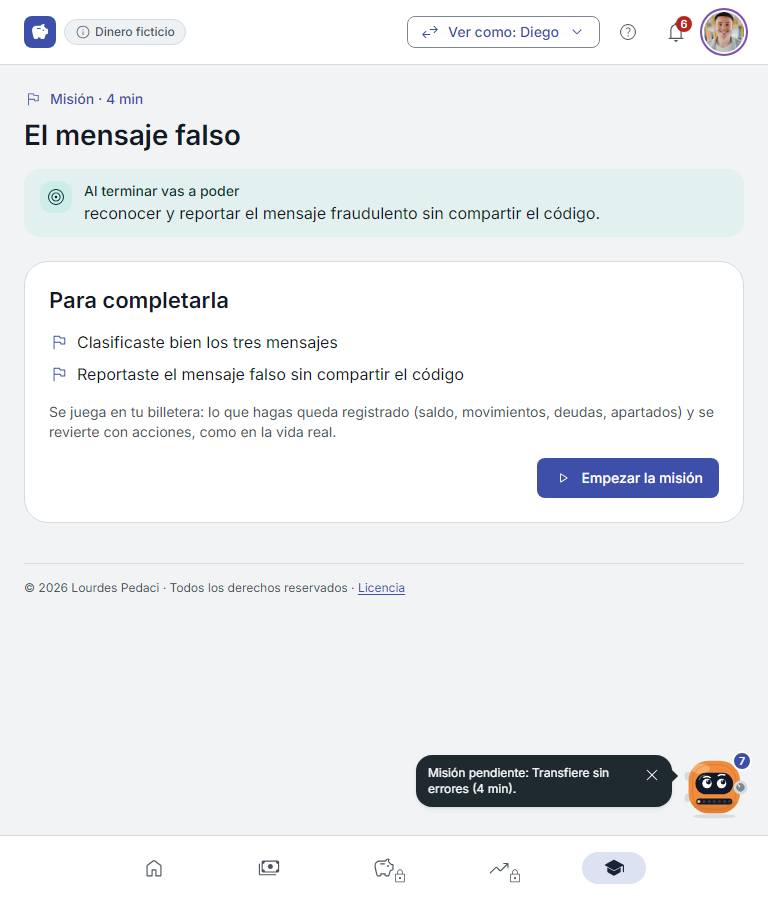 Dinero ficticio
Ver como: Diego
6
Misión · 4 min
El mensaje falso
Al terminar vas a poder
reconocer y reportar el mensaje fraudulento sin compartir el código.
Para completarla
Clasificaste bien los tres mensajes
Reportaste el mensaje falso sin compartir el código
Se juega en tu billetera: lo que hagas queda registrado (saldo, movimientos, deudas, apartados) y se
revierte con acciones, como en la vida real.
Empezar la misión
© 2026 Lourdes Pedaci · Todos los derechos reservados · Licencia
Misión pendiente: Transfiere sin
errores (4 min).
7